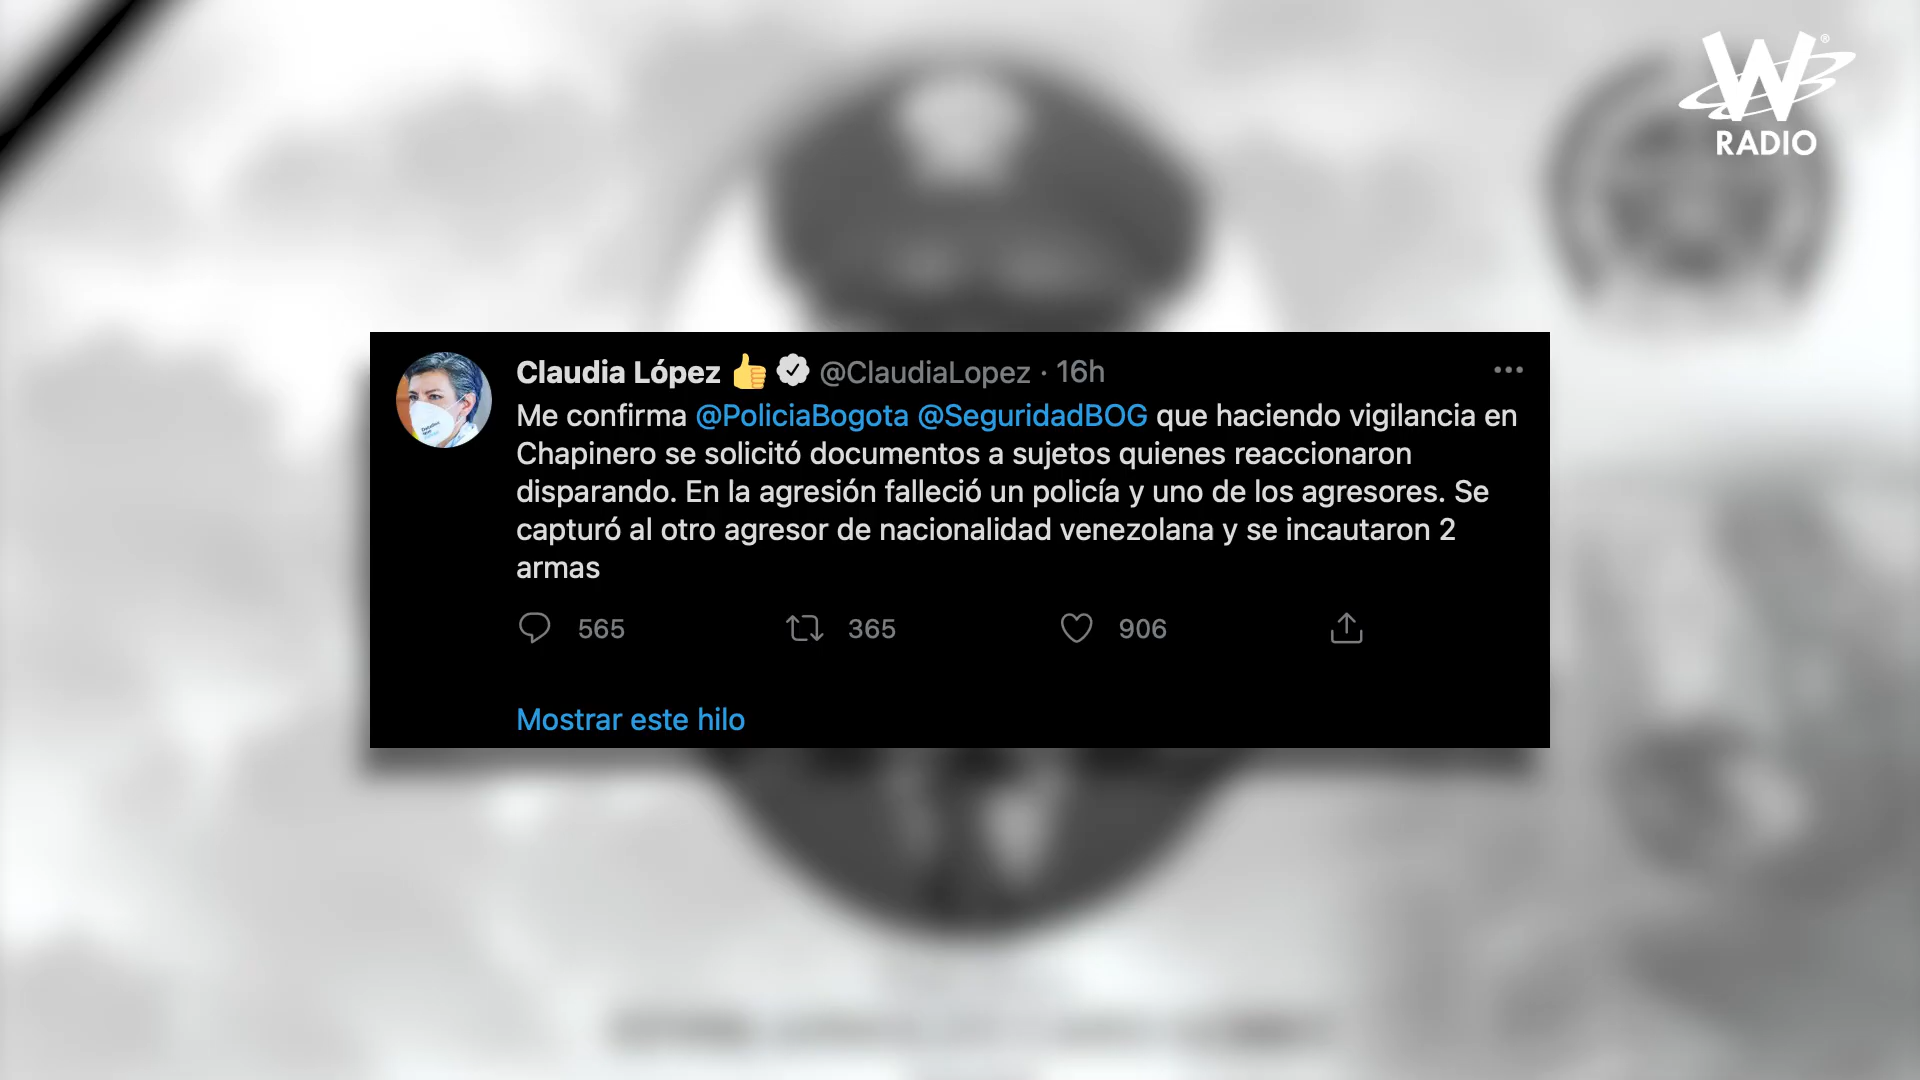 W®
RADIO
Claudia López 👍 @ClaudiaLopez · 16h
Me confirma @PoliciaBogota @SeguridadBOG que haciendo vigilancia en
Chapinero se solicitó documentos a sujetos quienes reaccionaron
disparando. En la agresión falleció un policía y uno de los agresores. Se
capturó al otro agresor de nacionalidad venezolana y se incautaron 2
armas
565 365 906
Mostrar este hilo